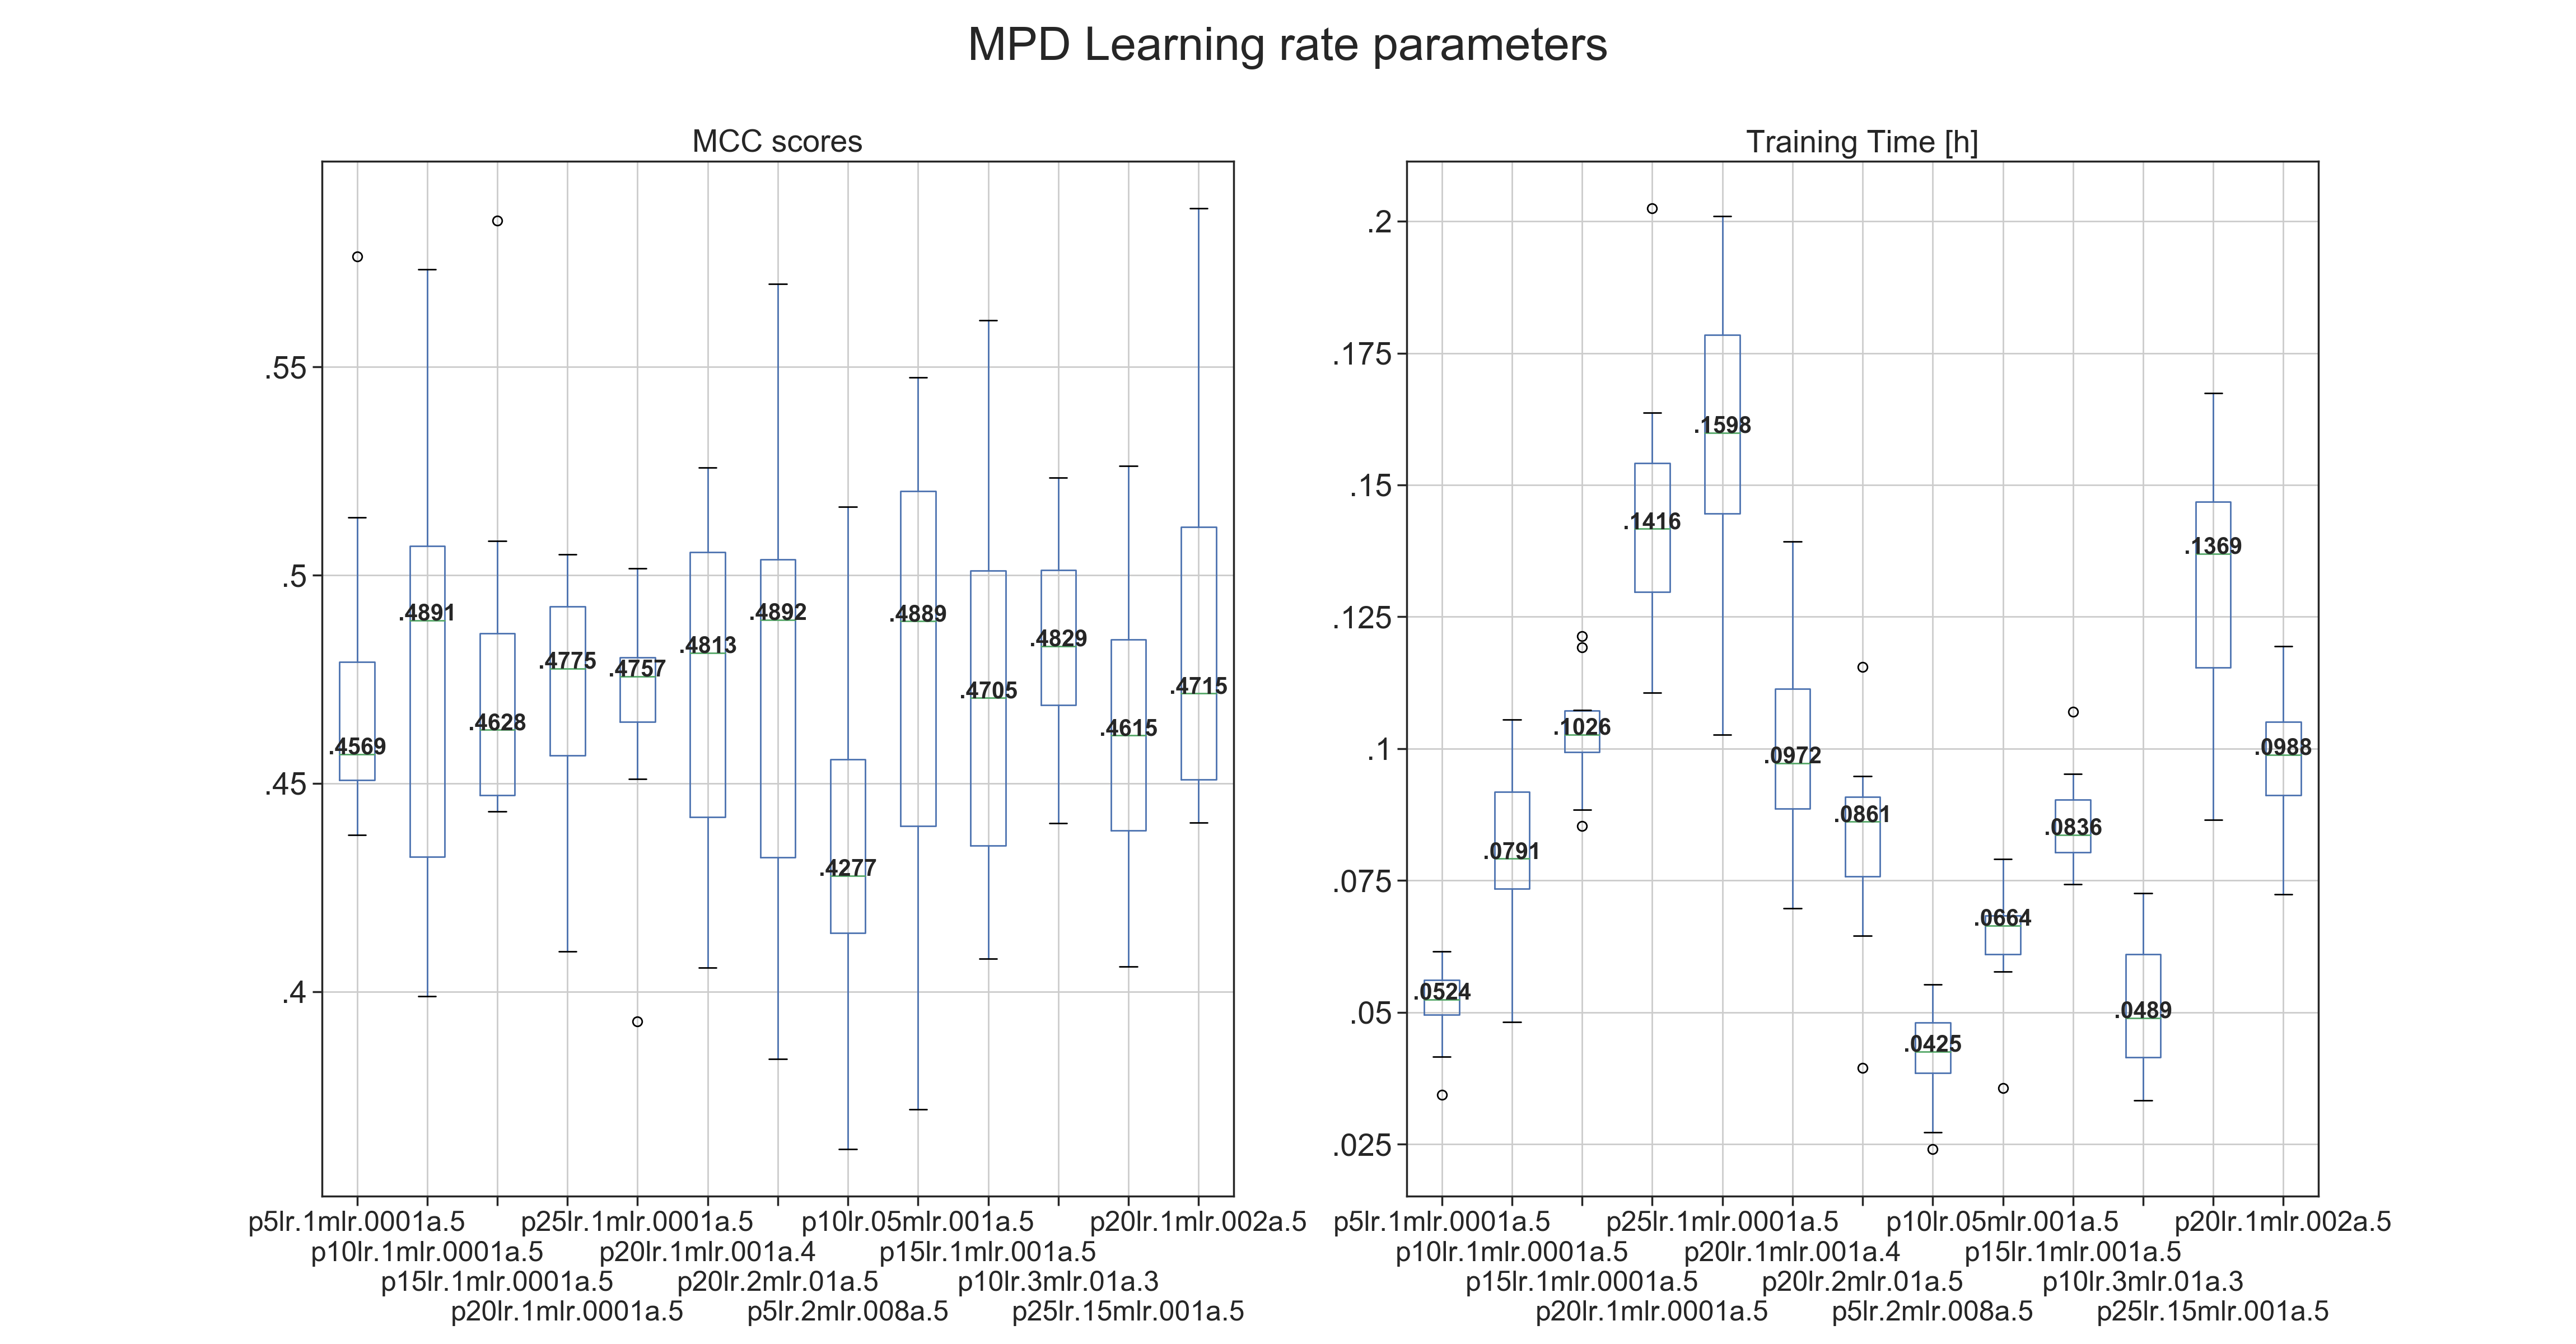 MPD Learning rate parameters
MCC scores
.55
.5
.45
.4
.4569
.4891
.4628
.4775
.4757
.4813
.4892
.4277
.4889
.4705
.4829
.4615
.4715
p5lr.1mlr.0001a.5
p25lr.1mlr.0001a.5
p10lr.05mlr.001a.5
p20lr.1mlr.002a.5
p10lr.1mlr.0001a.5
p20lr.1mlr.001a.4
p15lr.1mlr.001a.5
p15lr.1mlr.0001a.5
p20lr.2mlr.01a.5
p10lr.3mlr.01a.3
p20lr.1mlr.0001a.5
p5lr.2mlr.008a.5
p25lr.15mlr.001a.5
Training Time [h]
.2
.175
.15
.125
.1
.075
.05
.025
.0524
.0791
.1026
.1416
.1598
.0972
.0861
.0425
.0664
.0836
.0489
.1369
.0988
p5lr.1mlr.0001a.5
p25lr.1mlr.0001a.5
p10lr.05mlr.001a.5
p20lr.1mlr.002a.5
p10lr.1mlr.0001a.5
p20lr.1mlr.001a.4
p15lr.1mlr.001a.5
p15lr.1mlr.0001a.5
p20lr.2mlr.01a.5
p10lr.3mlr.01a.3
p20lr.1mlr.0001a.5
p5lr.2mlr.008a.5
p25lr.15mlr.001a.5